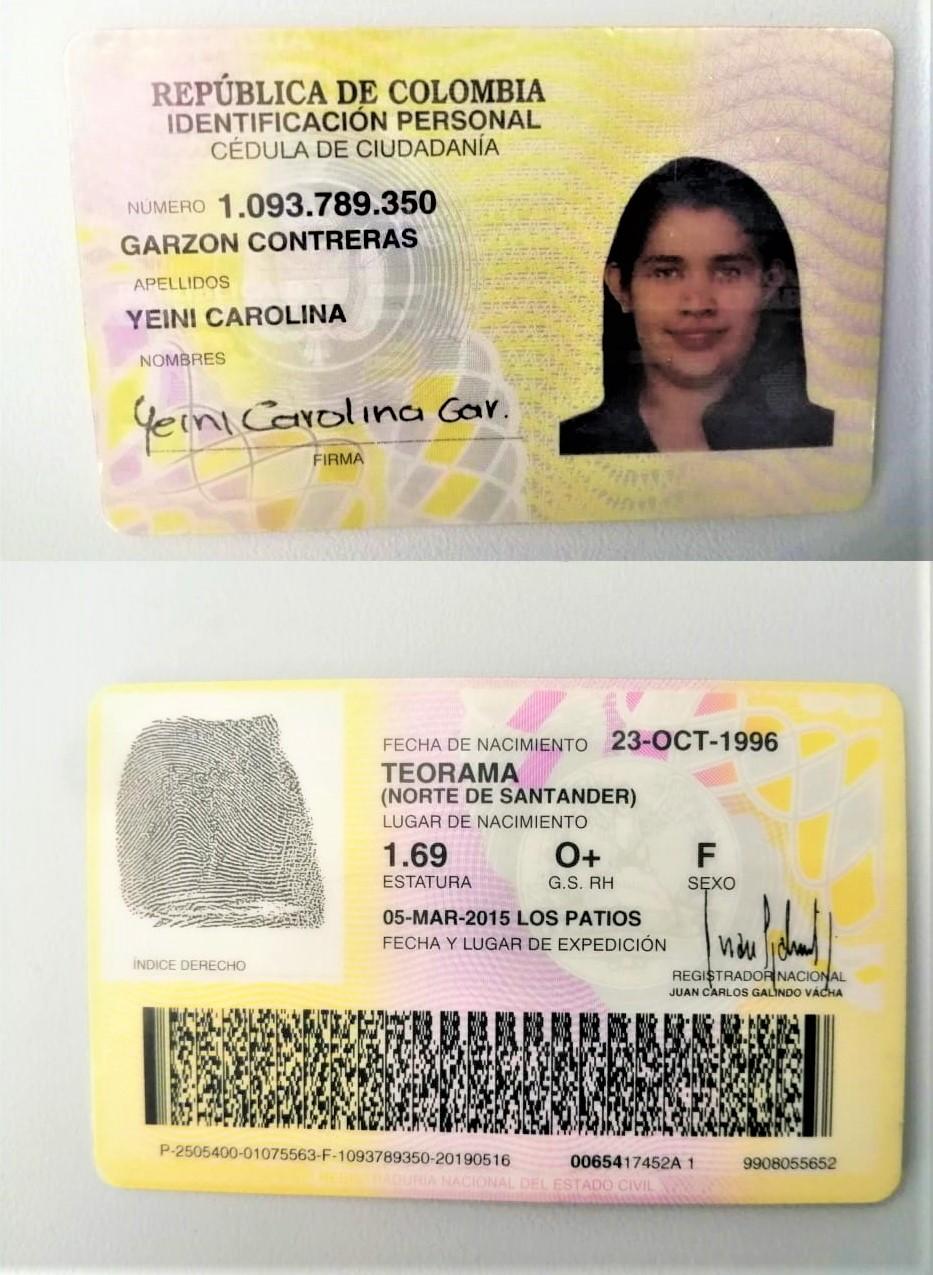 REPÚBLICA DE COLOMBIA
IDENTIFICACIÓN PERSONAL
CÉDULA DE CIUDADANÍA
NÚMERO 1.093.789.350
GARZON CONTRERAS
APELLIDOS
YEINI CAROLINA
NOMBRES
Yeini Carolina Gar.
FIRMA
FECHA DE NACIMIENTO 23-OCT-1996
TEORAMA
(NORTE DE SANTANDER)
LUGAR DE NACIMIENTO
1.69 O+ F
ESTATURA G.S. RH SEXO
05-MAR-2015 LOS PATIOS
FECHA Y LUGAR DE EXPEDICIÓN
ÍNDICE DERECHO
REGISTRADOR NACIONAL
JUAN CARLOS GALINDO VÁCHA
P-2505400-01075563-F-1093789350-20190516 0065417452A 1 9908055652
REGISTRADURIA NACIONAL DEL ESTADO CIVIL